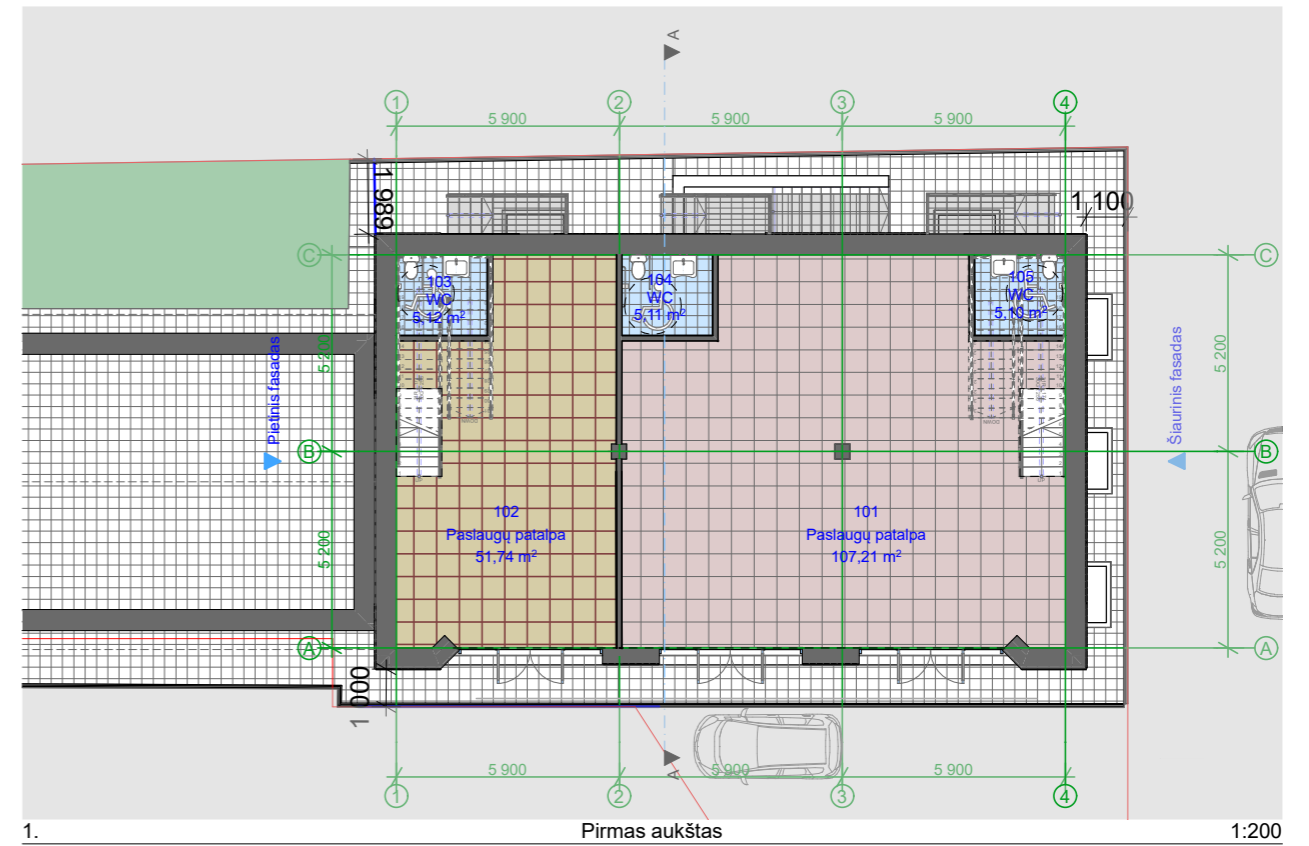 A
1 2 3 4
5 900 5 900 5 900
1 989
1 100
C C
103
WC
5,12 m²
104
WC
5,11 m²
105
WC
5,10 m²
5 200 5 200
Pietinis fasadas
Šiaurinis fasadas
B B
102
Paslaugų patalpa
51,74 m²
101
Paslaugų patalpa
107,21 m²
5 200 5 200
A A
1 000
5 900 5 900 5 900
A
1 2 3 4
1. Pirmas aukštas 1:200